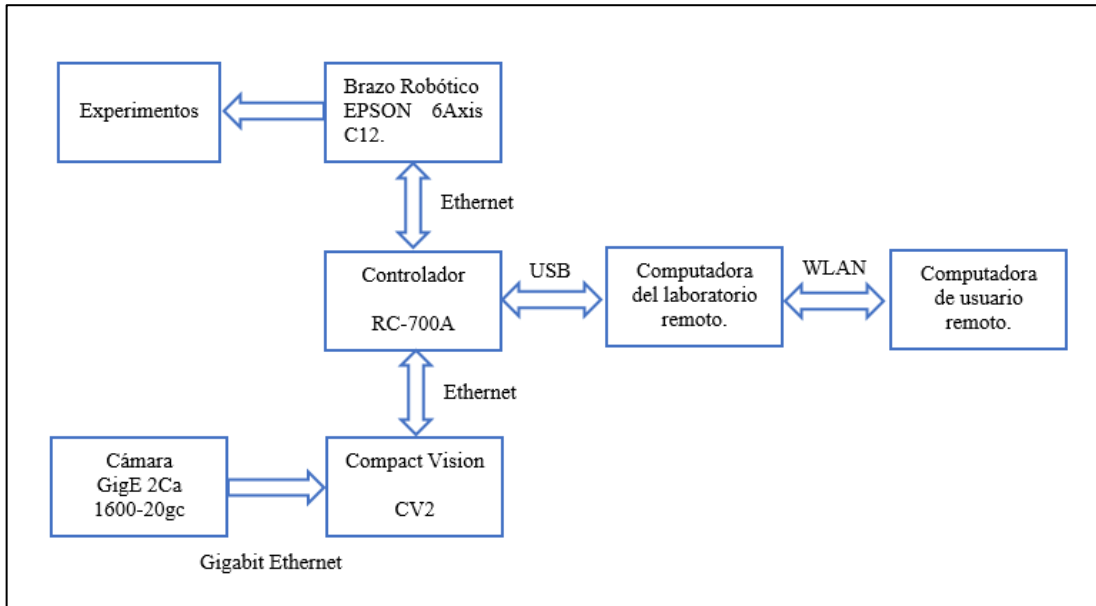 Experimentos
Brazo Robótico
EPSON 6Axis
C12.
Ethernet
Controlador
RC-700A
USB
Computadora
del laboratorio
remoto.
WLAN
Computadora
de usuario
remoto.
Ethernet
Cámara
GigE 2Ca
1600-20gc
Compact Vision
CV2
Gigabit Ethernet